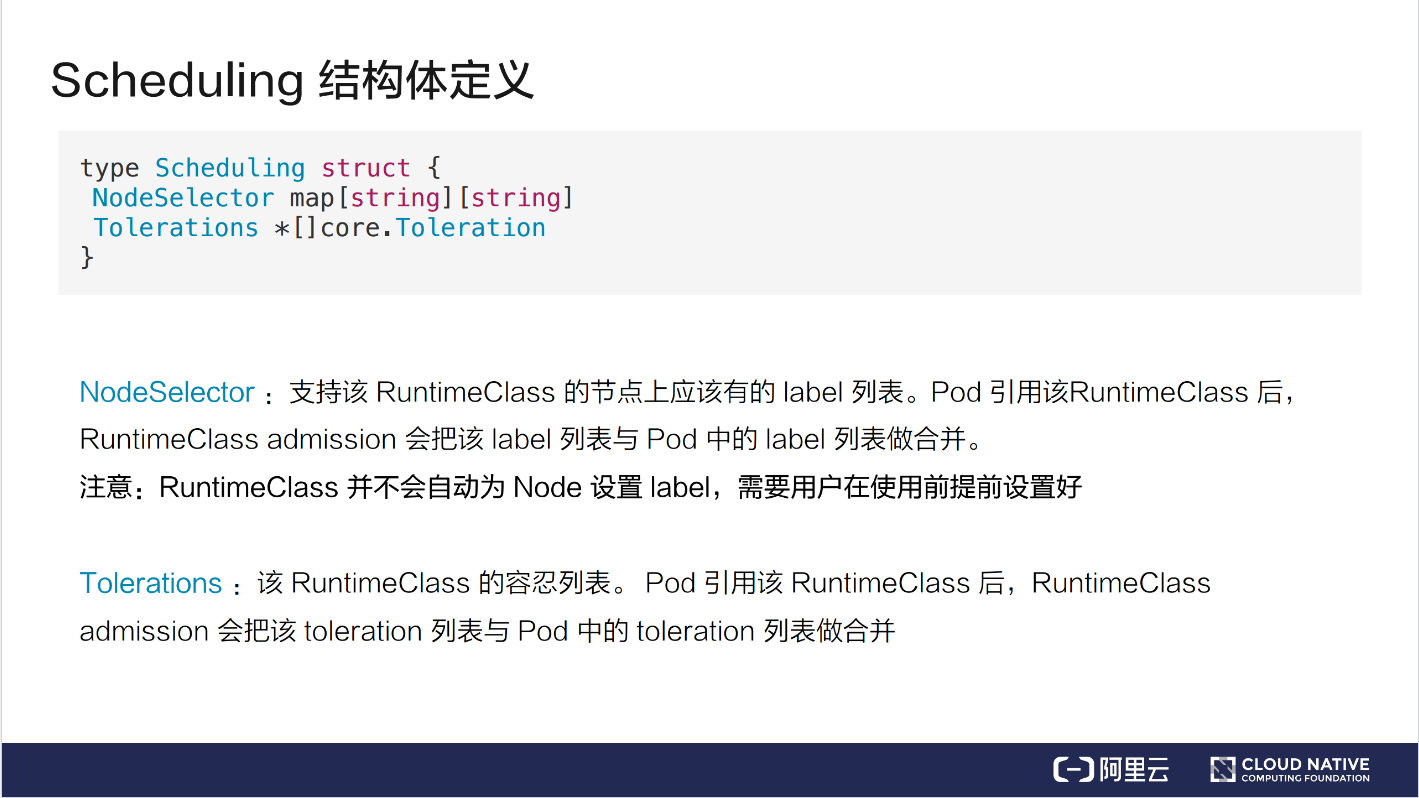 Scheduling 结构体定义
type Scheduling struct {
NodeSelector map[string][string]
Tolerations *[]core.Toleration
}
NodeSelector ：支持该 RuntimeClass 的节点上应该有的 label 列表。Pod 引用该RuntimeClass 后，
RuntimeClass admission 会把该 label 列表与 Pod 中的 label 列表做合并。
注意：RuntimeClass 并不会自动为 Node 设置 label，需要用户在使用前提前设置好
Tolerations ：该 RuntimeClass 的容忍列表。 Pod 引用该 RuntimeClass 后，RuntimeClass
admission 会把该 toleration 列表与 Pod 中的 toleration 列表做合并
阿里云
CLOUD NATIVE
COMPUTING FOUNDATION